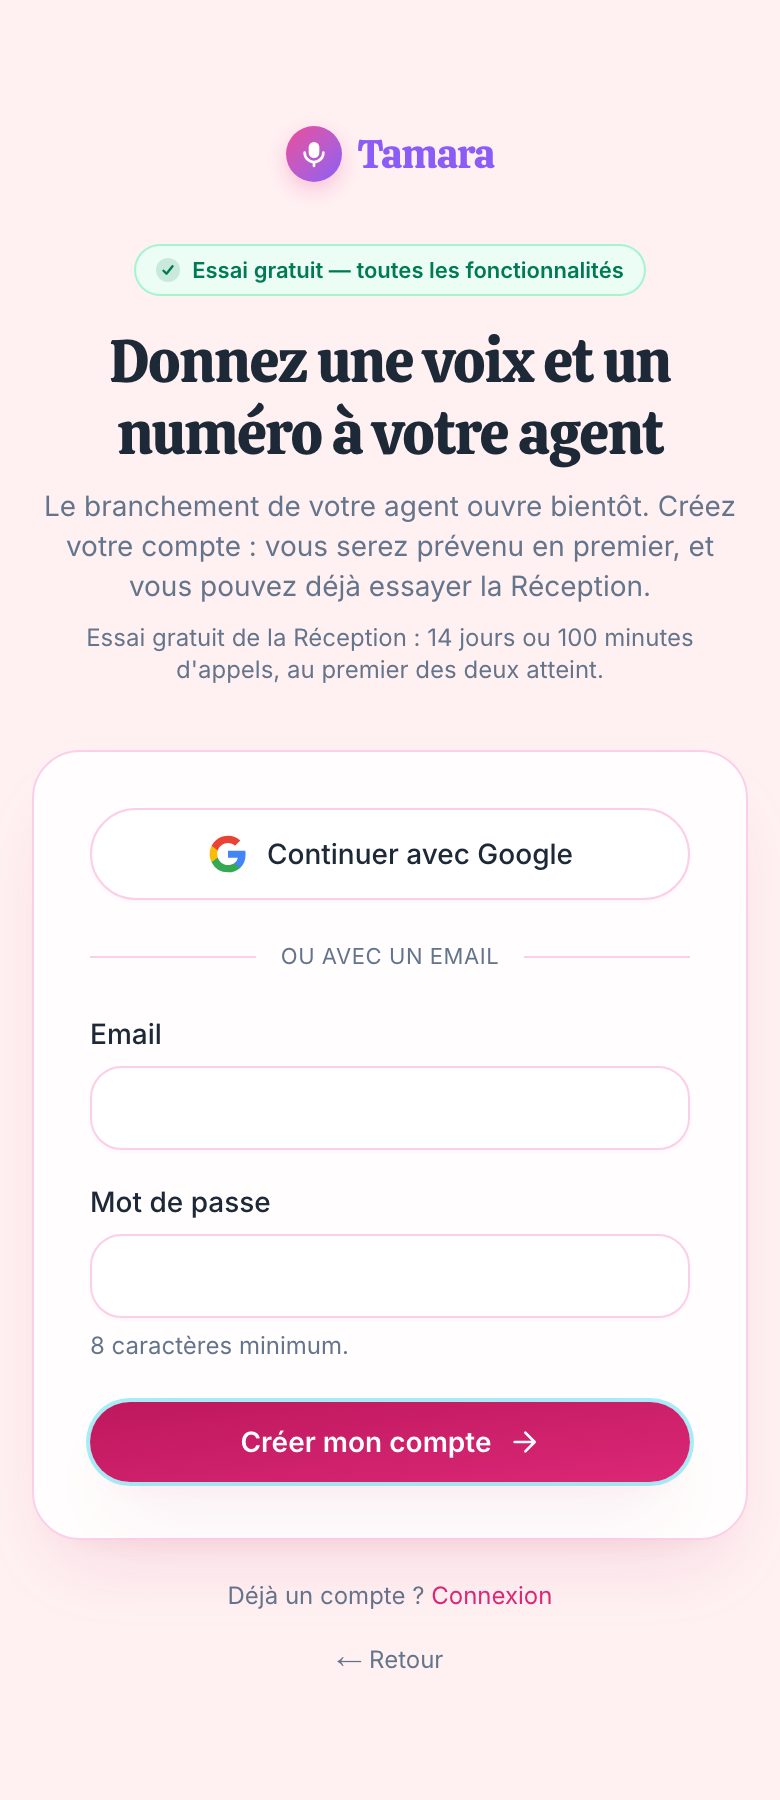 Tamara
Essai gratuit — toutes les fonctionnalités
Donnez une voix et un
numéro à votre agent
Le branchement de votre agent ouvre bientôt. Créez
votre compte : vous serez prévenu en premier, et
vous pouvez déjà essayer la Réception.
Essai gratuit de la Réception : 14 jours ou 100 minutes
d'appels, au premier des deux atteint.
Continuer avec Google
OU AVEC UN EMAIL
Email
Mot de passe
8 caractères minimum.
Créer mon compte →
Déjà un compte ? Connexion
← Retour